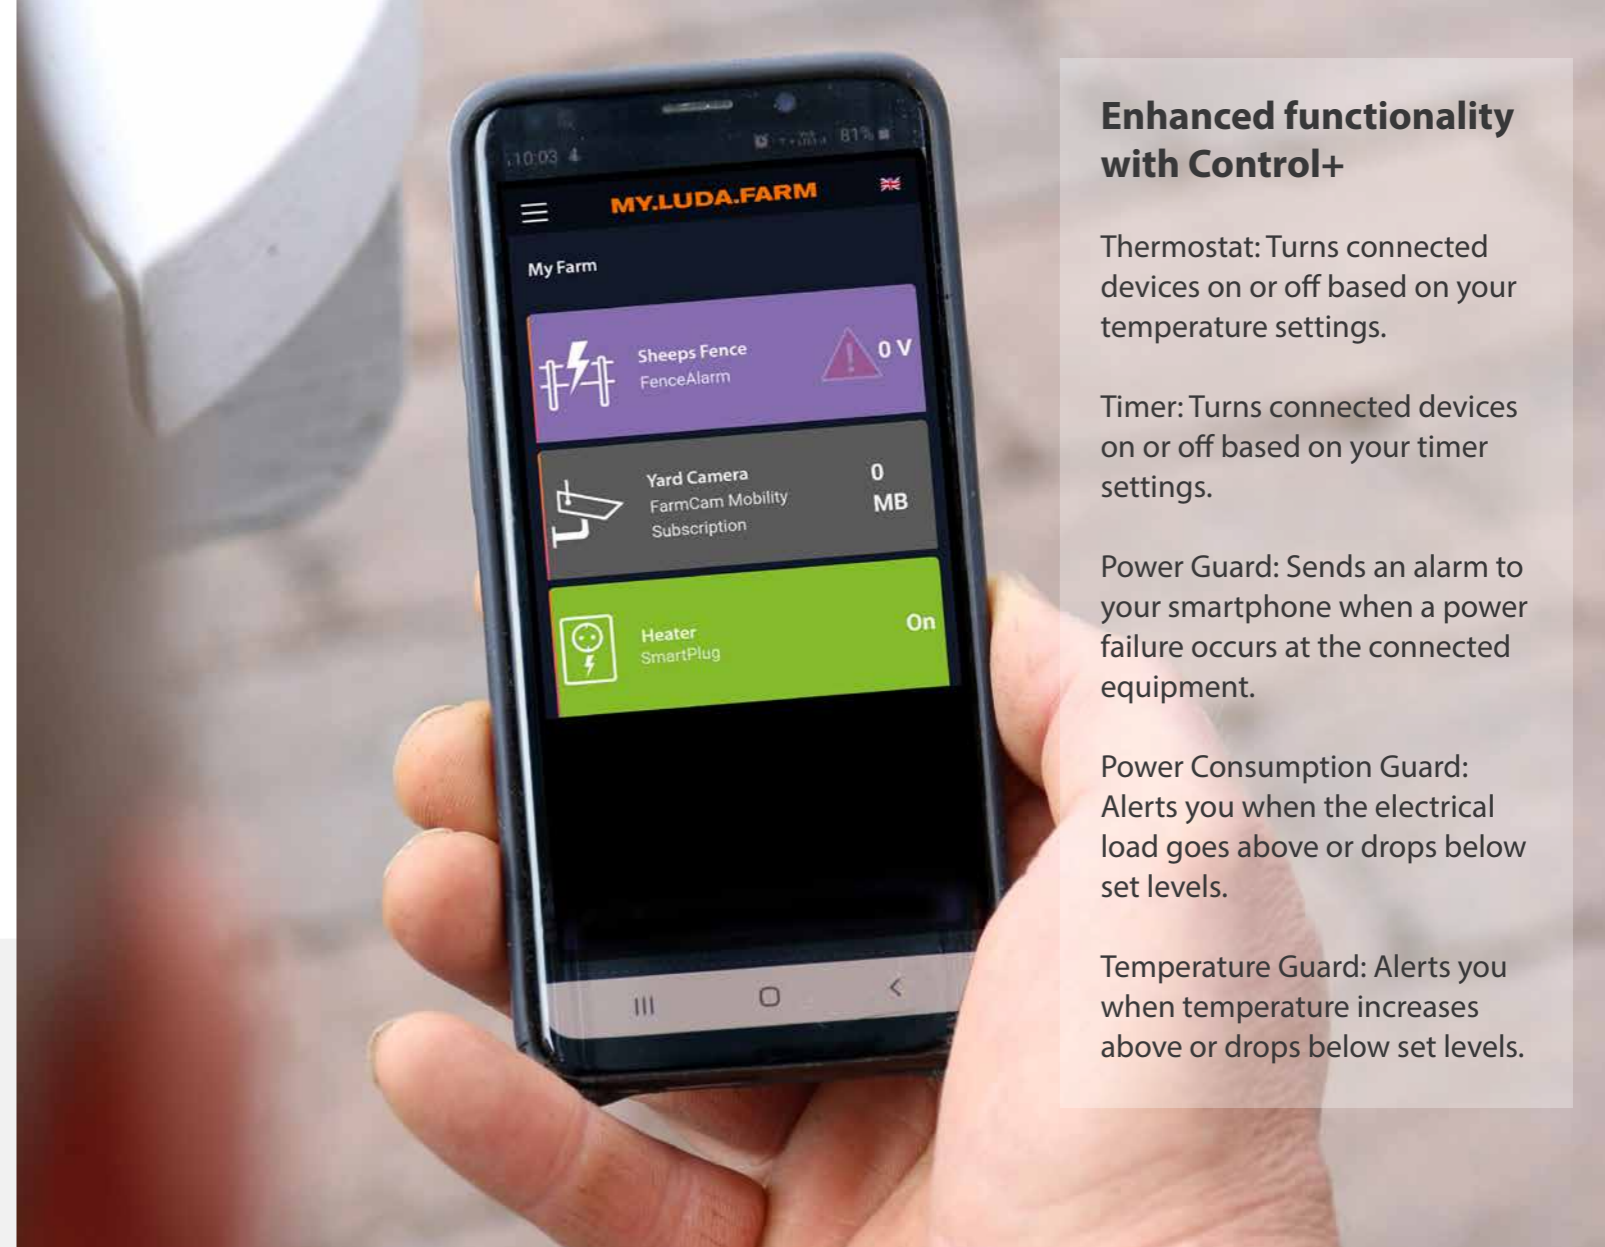 10:03
81%
MY.LUDA.FARM
My Farm
Sheeps Fence
FenceAlarm
0 V
Yard Camera
FarmCam Mobility
Subscription
0
MB
Heater
SmartPlug
On
Enhanced functionality
with Control+
Thermostat: Turns connected
devices on or off based on your
temperature settings.
Timer: Turns connected devices
on or off based on your timer
settings.
Power Guard: Sends an alarm to
your smartphone when a power
failure occurs at the connected
equipment.
Power Consumption Guard:
Alerts you when the electrical
load goes above or drops below
set levels.
Temperature Guard: Alerts you
when temperature increases
above or drops below set levels.